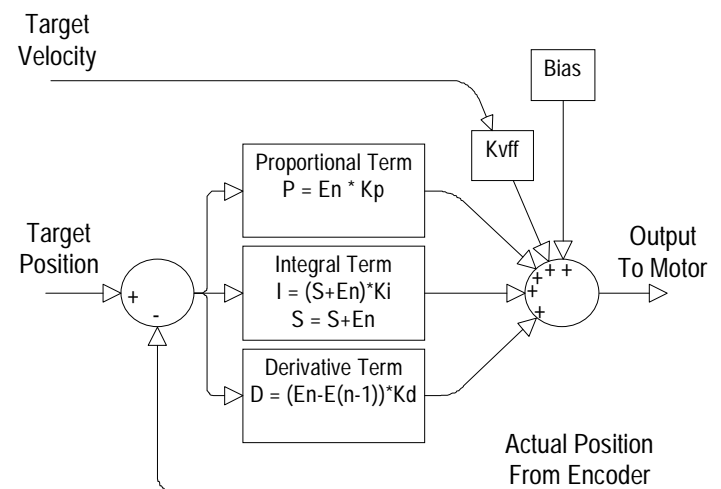 Target
Velocity
Bias
Kvff
Proportional Term
P = En * Kp
Target
Position
Integral Term
I = (S+En)*Ki
S = S+En
Derivative Term
D = (En-E(n-1))*Kd
+
-
+
+
+ +
+
Output
To Motor
Actual Position
From Encoder